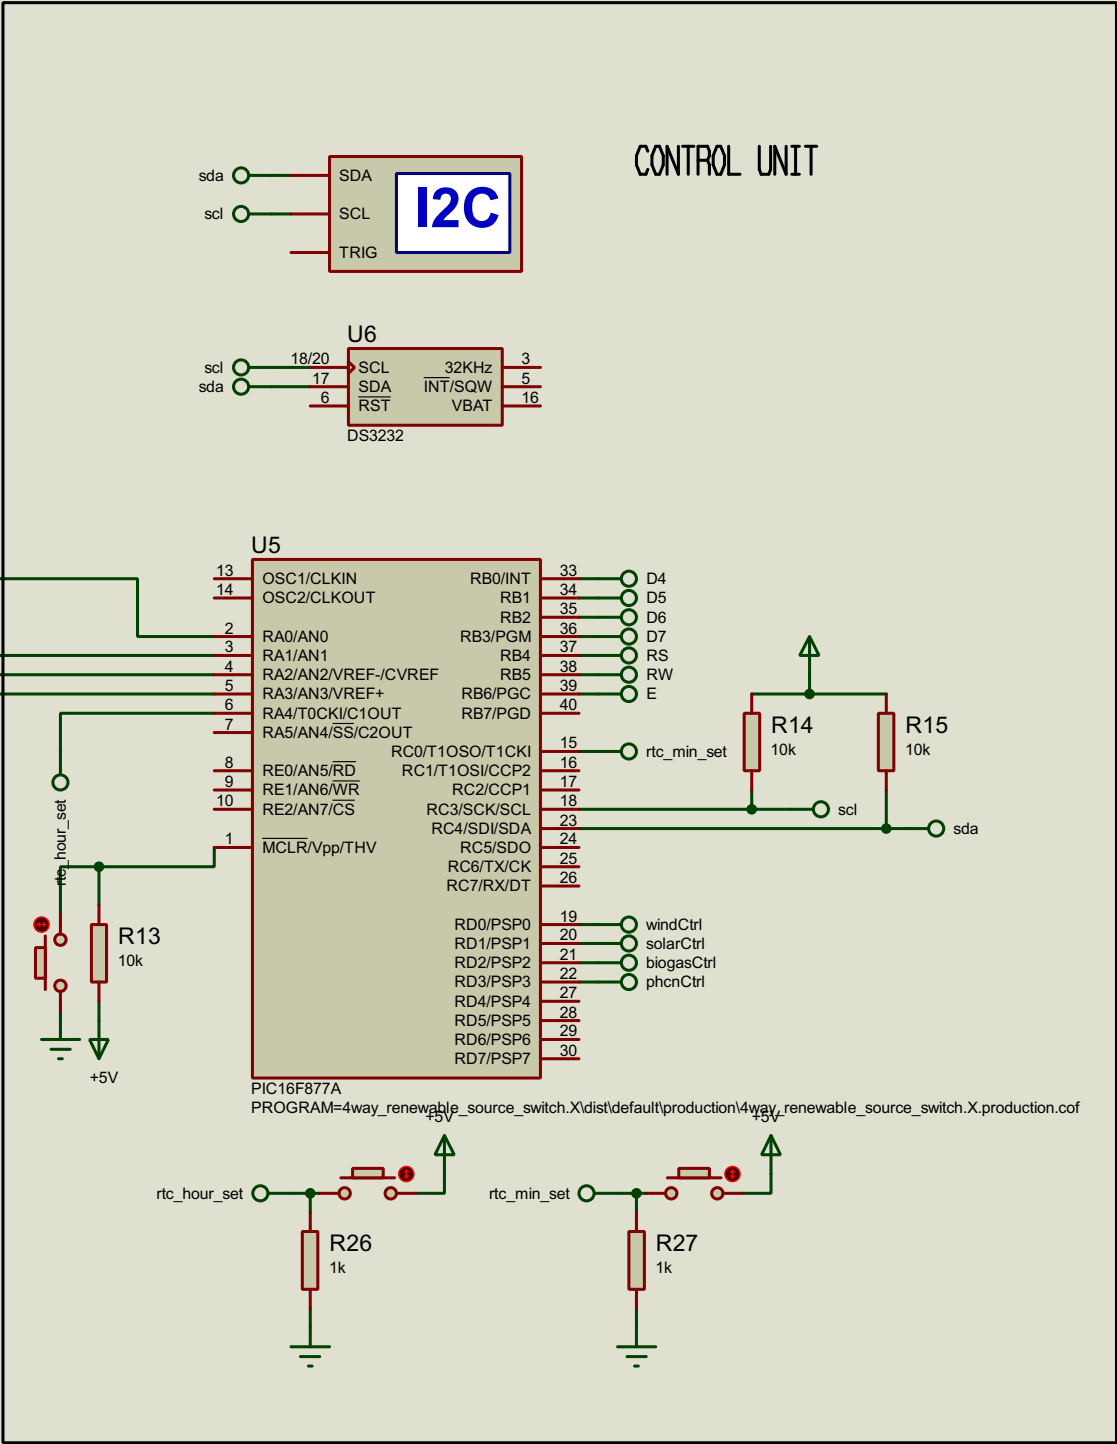 CONTROL UNIT
sda
SDA
I2C
scl
SCL
TRIG
U6
scl
18/20
SCL
32KHz
3
sda
17
SDA
INT/SQW
5
6
RST
VBAT
16
DS3232
U5
13
OSC1/CLKIN
RB0/INT
33
D4
14
OSC2/CLKOUT
RB1
34
D5
RB2
35
D6
2
RA0/AN0
RB3/PGM
36
D7
3
RA1/AN1
RB4
37
RS
4
RA2/AN2/VREF-/CVREF
RB5
38
RW
5
RA3/AN3/VREF+
RB6/PGC
39
E
6
RA4/T0CKI/C1OUT
RB7/PGD
40
7
RA5/AN4/SS/C2OUT
RC0/T1OSO/T1CKI
15
rtc_min_set
8
RE0/AN5/RD
RC1/T1OSI/CCP2
16
9
RE1/AN6/WR
RC2/CCP1
17
10
RE2/AN7/CS
RC3/SCK/SCL
18
scl
RC4/SDI/SDA
23
sda
1
MCLR/Vpp/THV
RC5/SDO
24
RC6/TX/CK
25
RC7/RX/DT
26
R14
10k
R15
10k
rtc_hour_set
R13
10k
+5V
RD0/PSP0
19
windCtrl
RD1/PSP1
20
solarCtrl
RD2/PSP2
21
biogasCtrl
RD3/PSP3
22
phcnCtrl
RD4/PSP4
27
RD5/PSP5
28
RD6/PSP6
29
RD7/PSP7
30
PIC16F877A
PROGRAM=4way_renewable_source_switch.X\dist\default\production\4way_renewable_source_switch.X.production.cof
+5V
+5V
rtc_hour_set
rtc_min_set
R26
1k
R27
1k